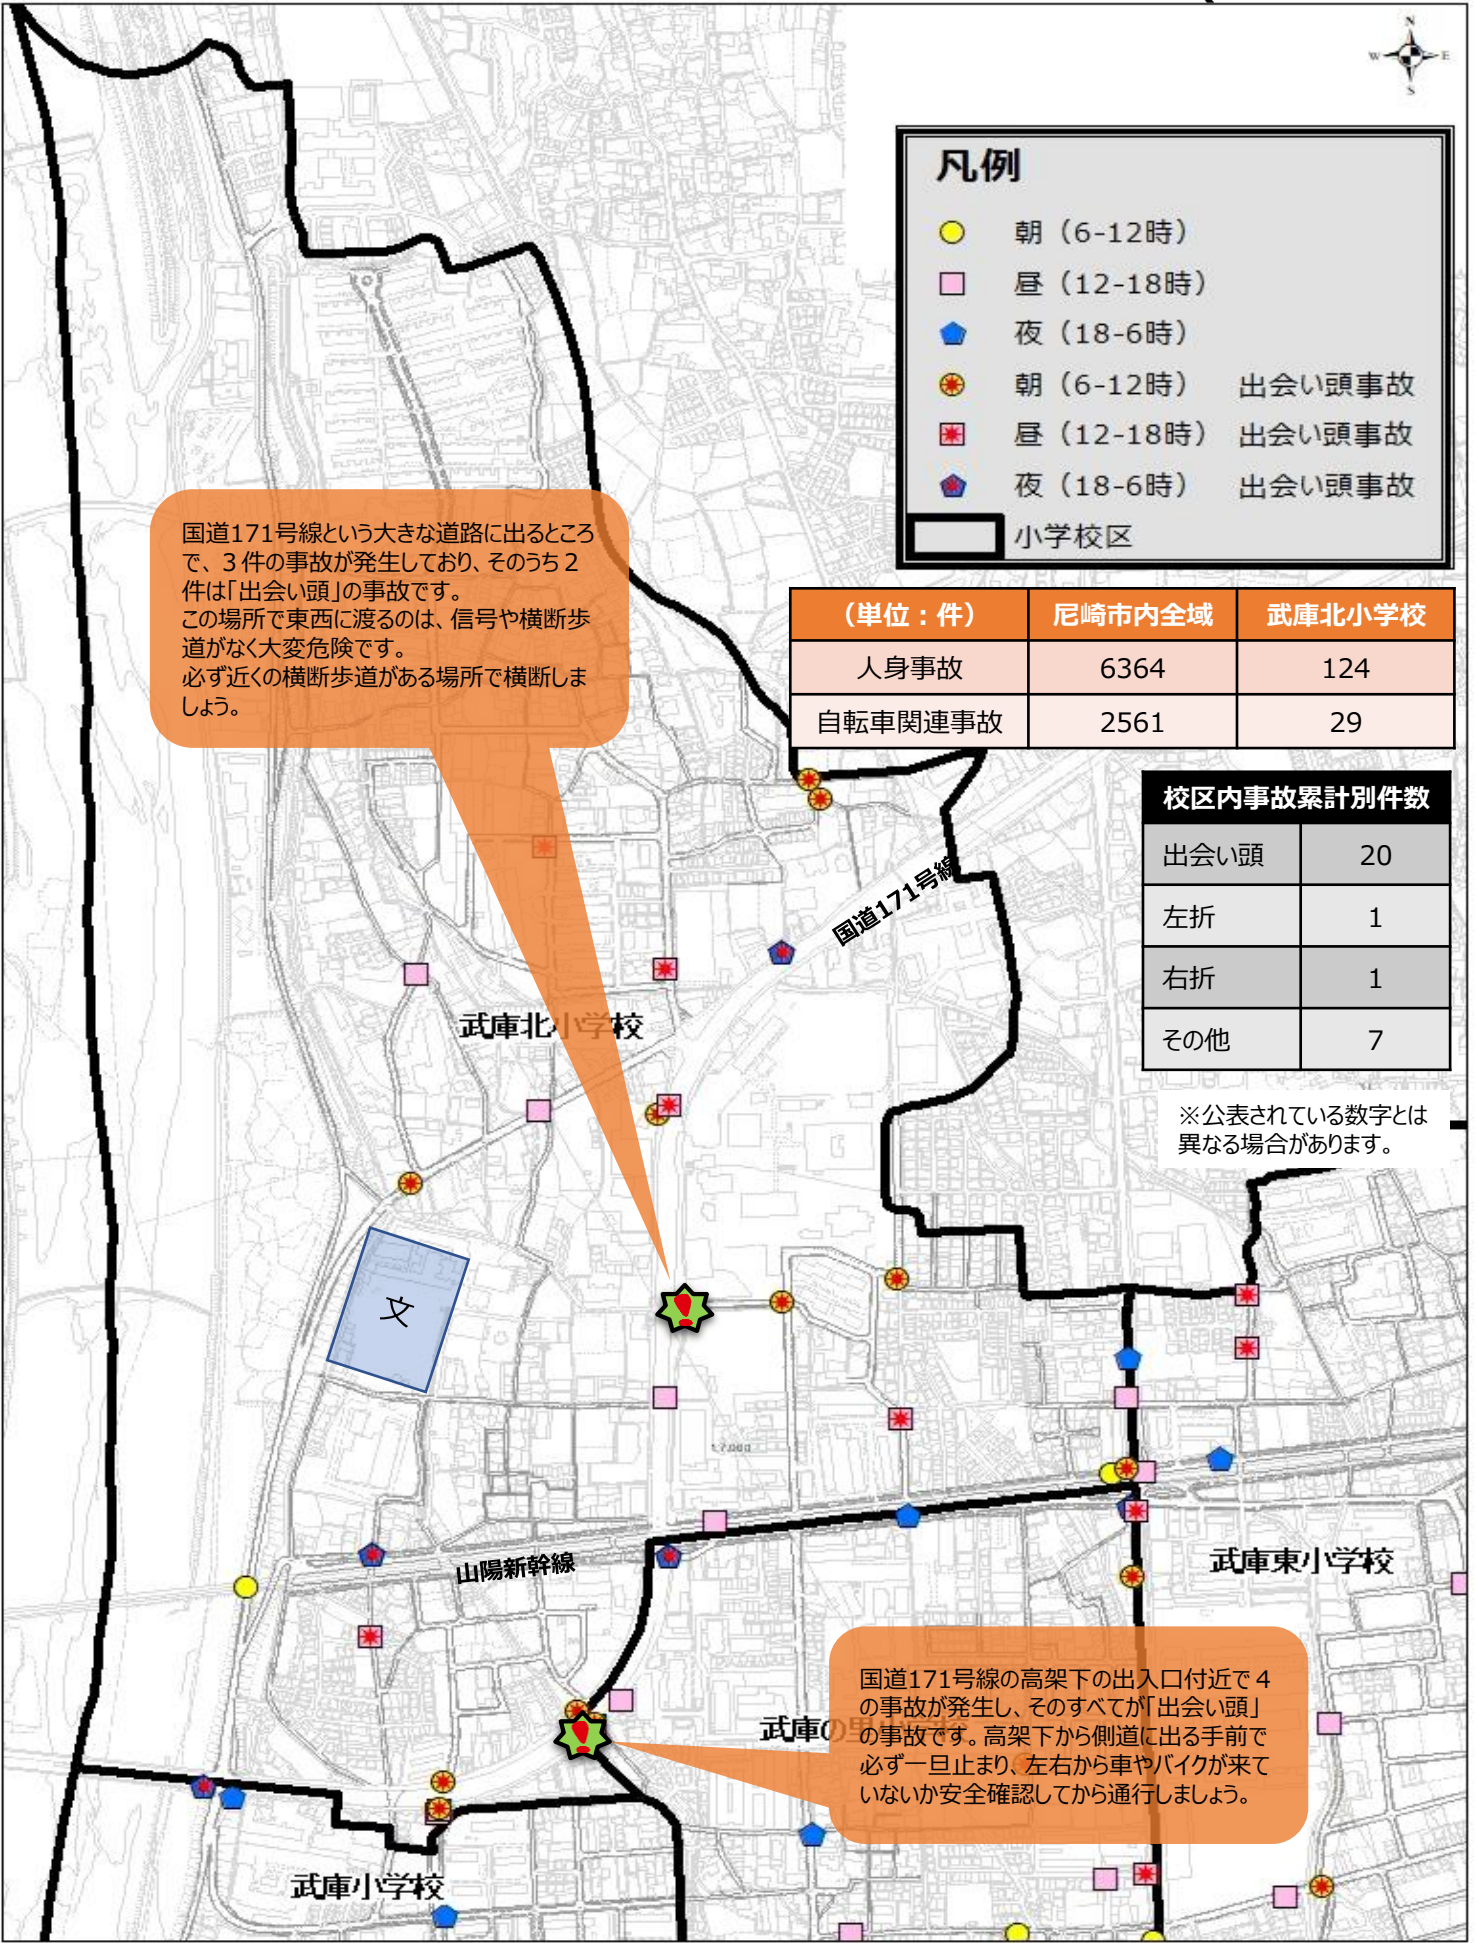 N
W
E
S
凡例
朝（6-12時）
昼（12-18時）
夜（18-6時）
朝（6-12時）　出会い頭事故
昼（12-18時）　出会い頭事故
夜（18-6時）　出会い頭事故
小学校区
国道171号線という大きな道路に出るところ
で、３件の事故が発生しており、そのうち２
件は「出会い頭」の事故です。
この場所で東西に渡るのは、信号や横断歩
道がなく大変危険です。
必ず近くの横断歩道がある場所で横断しま
しょう。
（単位：件）　尼崎市内全域　武庫北小学校
人身事故　6364　124
自転車関連事故　2561　29
校区内事故累計別件数
出会い頭　20
左折　1
右折　1
その他　7
※公表されている数字とは
異なる場合があります。
国道171号線
武庫北小学校
文
1:7,000
山陽新幹線
武庫東小学校
国道171号線の高架下の出入口付近で４
の事故が発生し、そのすべてが「出会い頭」
の事故です。高架下から側道に出る手前で
必ず一旦止まり、左右から車やバイクが来て
いないか安全確認してから通行しましょう。
武庫の里小学校
武庫小学校